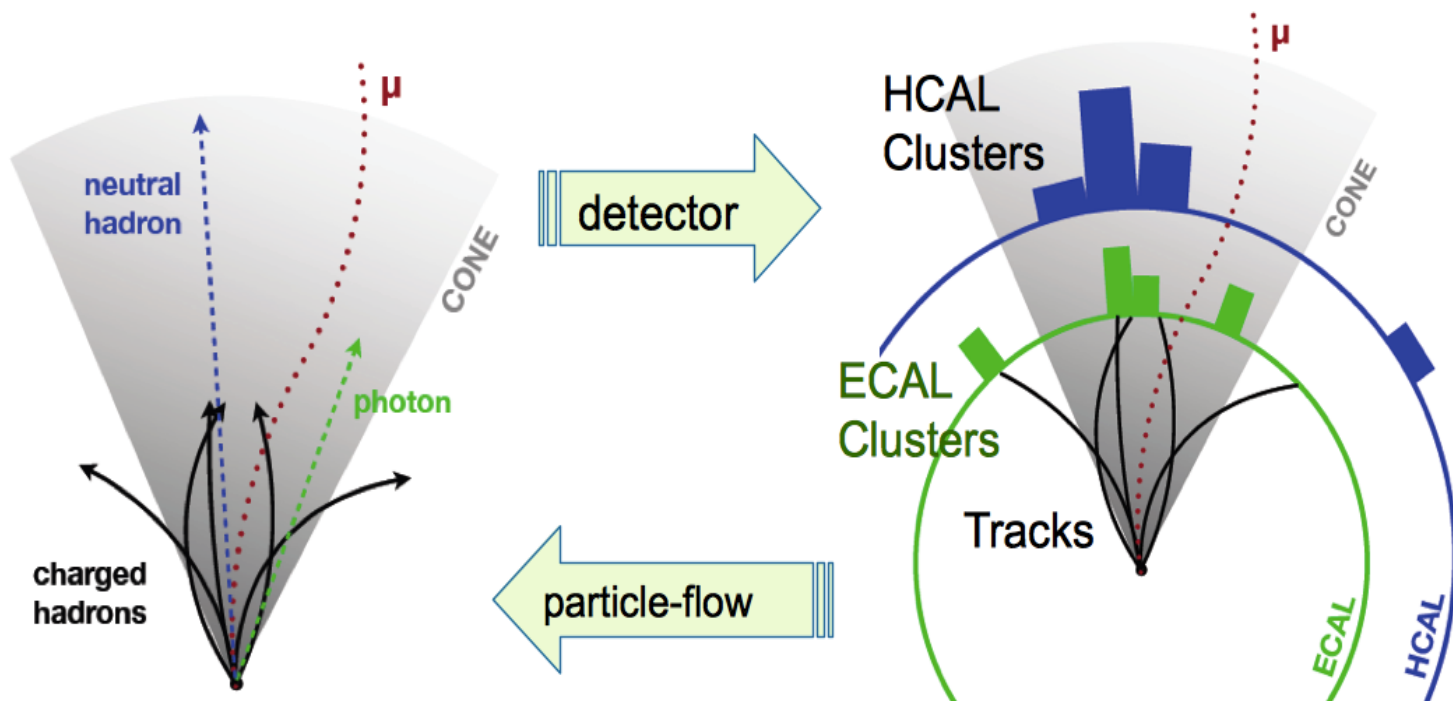 μ
neutral
hadron
CONE
photon
charged
hadrons
detector
particle-flow
μ
HCAL
Clusters
CONE
ECAL
Clusters
Tracks
ECAL
HCAL